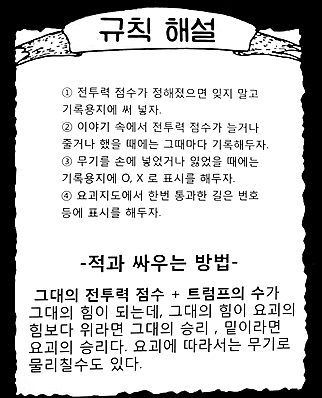 규칙 해설
① 전투력 점수가 정해졌으면 잊지 말고
기록용지에 써 넣자.
② 이야기 속에서 전투력 점수가 늘거나
줄거나 했을 때에는 그때마다 기록해두자.
③ 무기를 손에 넣었거나 잃었을 때에는
기록용지에 O, X 로 표시를 해두자.
④ 요괴지도에서 한번 통과한 길은 번호
등에 표시를 해두자.
-적과 싸우는 방법-
그대의 전투력 점수 + 트럼프의 수가
그대의 힘이 되는데, 그대의 힘이 요괴의
힘보다 위라면 그대의 승리 , 밑이라면
요괴의 승리다. 요괴에 따라서는 무기로
물리칠수도 있다.